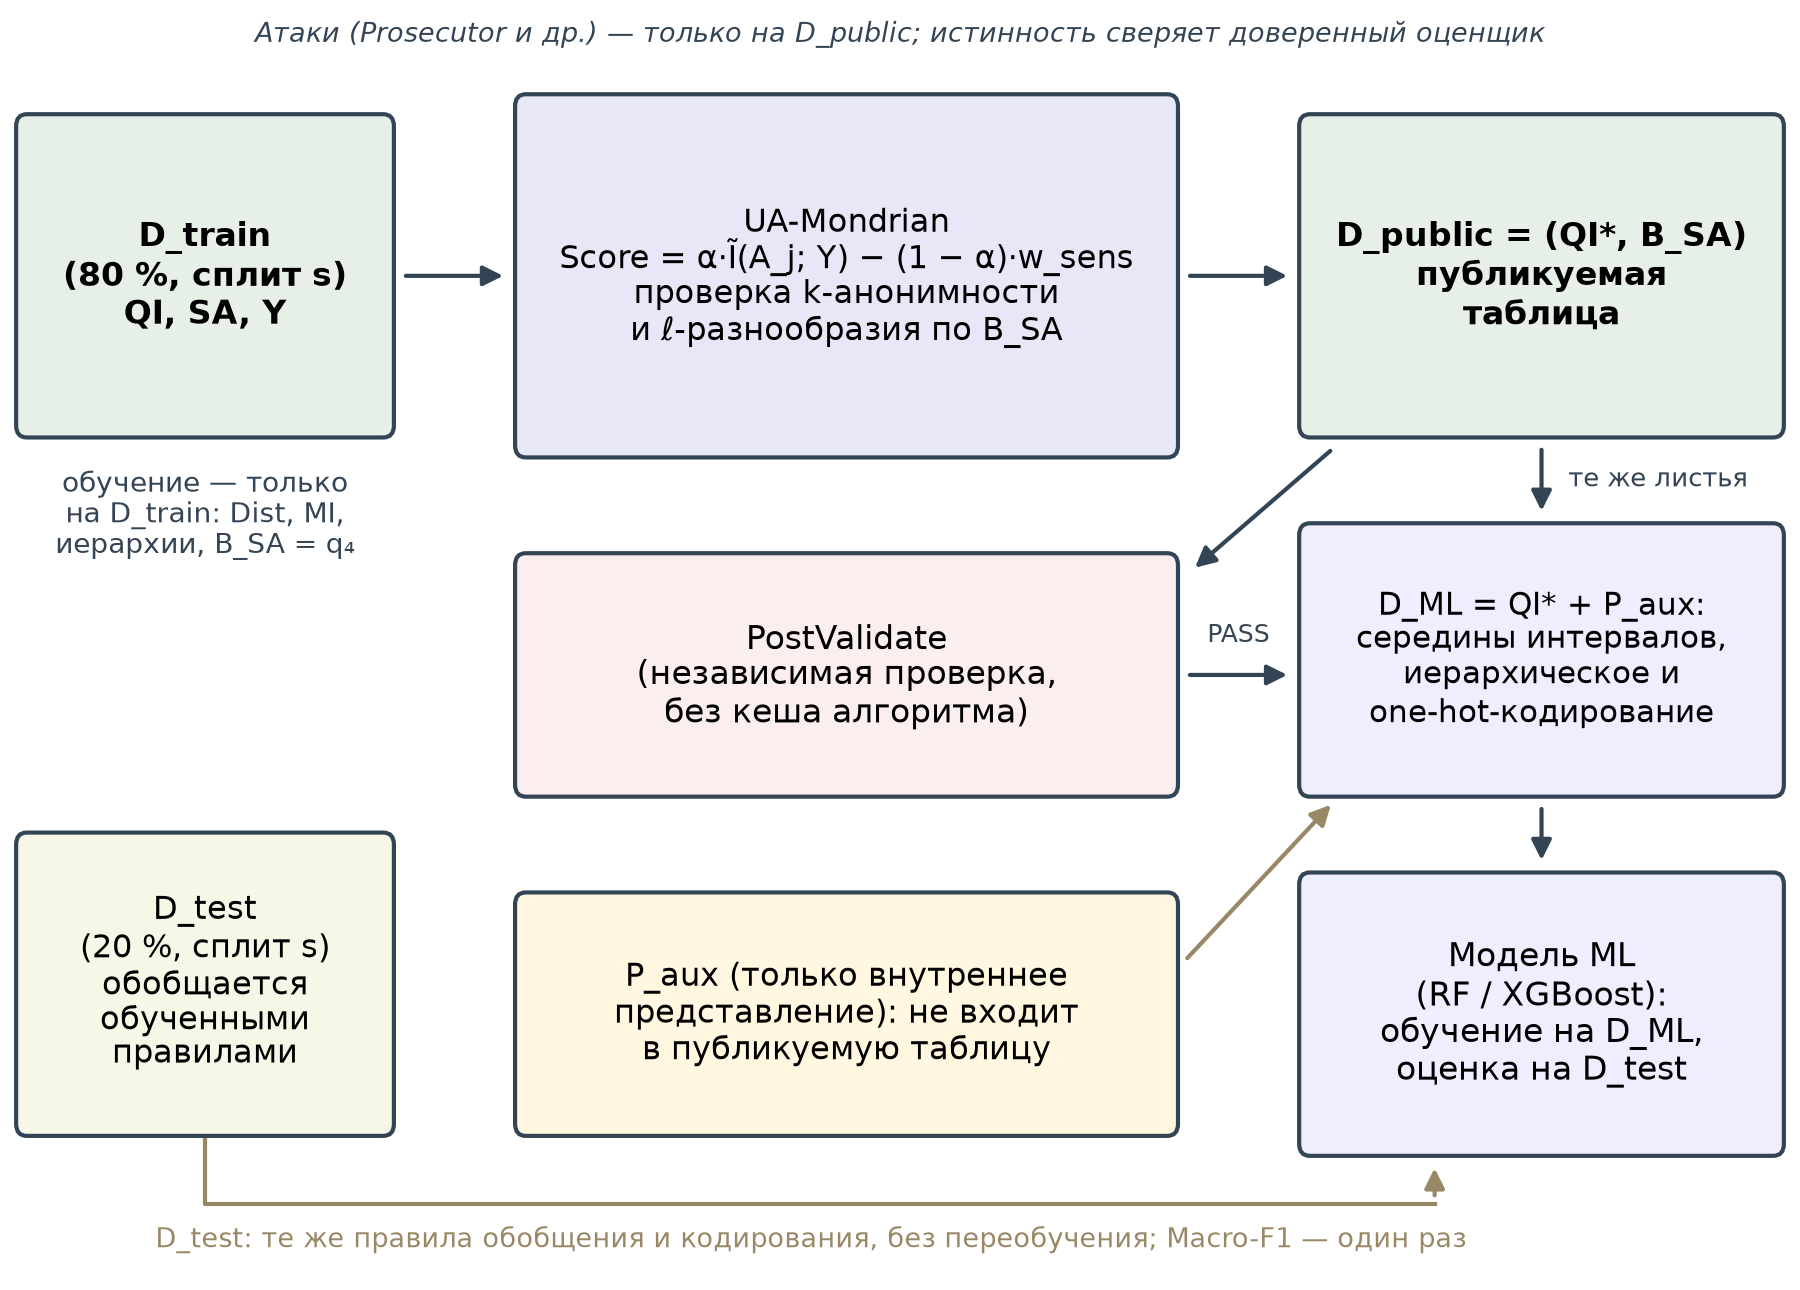 Атаки (Prosecutor и др.) — только на D_public; истинность сверяет доверенный оценщик
D_train
(80 %, сплит s)
QI, SA, Y
UA-Mondrian
Score = α·Ĩ(A_j; Y) − (1 − α)·w_sens
проверка k-анонимности
и ℓ-разнообразия по B_SA
D_public = (QI*, B_SA)
публикуемая
таблица
обучение — только
на D_train: Dist, MI,
иерархии, B_SA = q₄
те же листья
PostValidate
(независимая проверка,
без кеша алгоритма)
PASS
D_ML = QI* + P_aux:
середины интервалов,
иерархическое и
one-hot-кодирование
D_test
(20 %, сплит s)
обобщается
обученными
правилами
P_aux (только внутреннее
представление): не входит
в публикуемую таблицу
Модель ML
(RF / XGBoost):
обучение на D_ML,
оценка на D_test
D_test: те же правила обобщения и кодирования, без переобучения; Macro-F1 — один раз